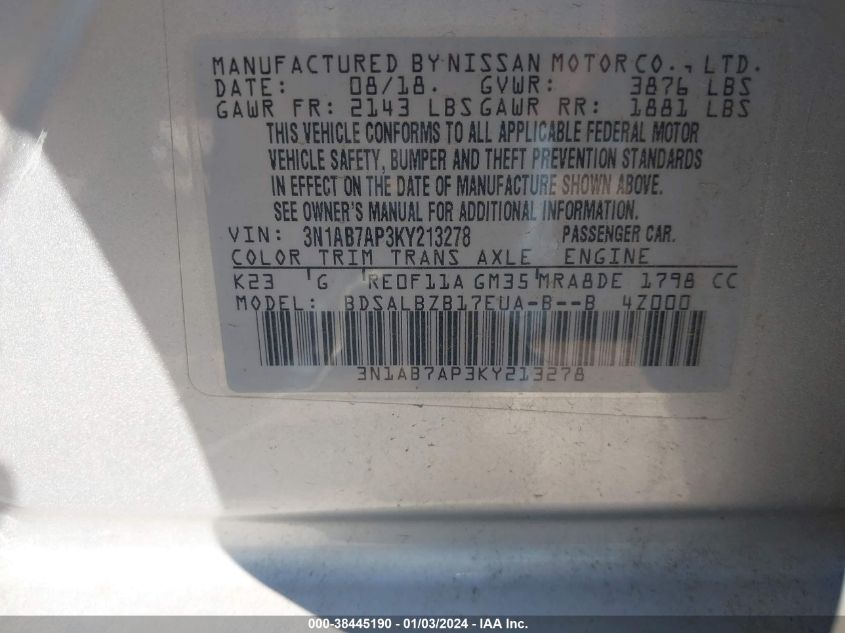 MANUFACTURED BY NISSAN MOTOR CO., LTD.
DATE: 08/18. GVWR: 3876 LBS
GAWR FR: 2143 LBS GAWR RR: 1881 LBS
THIS VEHICLE CONFORMS TO ALL APPLICABLE FEDERAL MOTOR
VEHICLE SAFETY, BUMPER AND THEFT PREVENTION STANDARDS
IN EFFECT ON THE DATE OF MANUFACTURE SHOWN ABOVE.
SEE OWNER'S MANUAL FOR ADDITIONAL INFORMATION.
VIN: 3N1AB7AP3KY213278 PASSENGER CAR.
COLOR TRIM TRANS AXLE ENGINE
K23 'G 'RE0F11A GM35'MRA8DE 1798 CC
MODEL: BDSALBZB17EUA-B--B 4Z000
3N1AB7AP3KY213278
000-38445190 - 01/03/2024 - IAAI Inc.